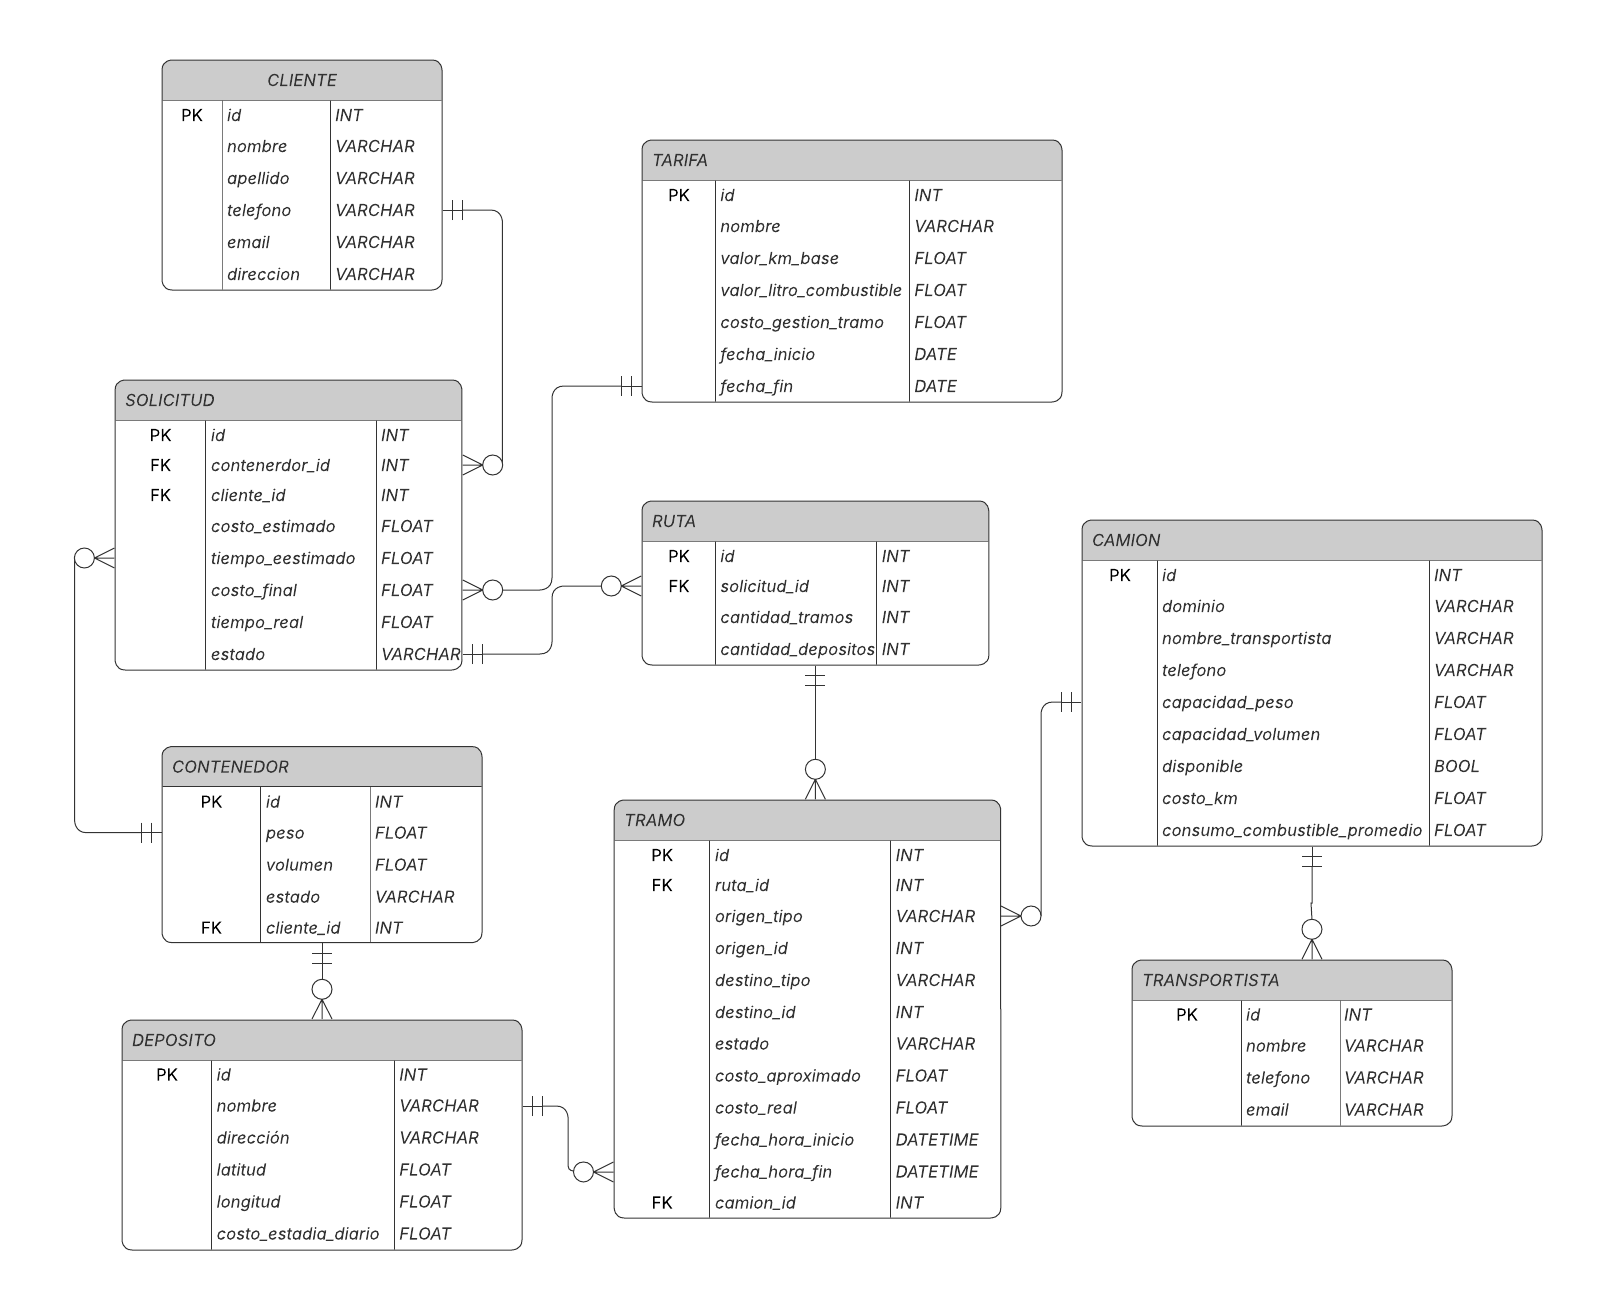 CLIENTE
PK id INT
nombre VARCHAR
apellido VARCHAR
telefono VARCHAR
email VARCHAR
direccion VARCHAR
TARIFA
PK id INT
nombre VARCHAR
valor_km_base FLOAT
valor_litro_combustible FLOAT
costo_gestion_tramo FLOAT
fecha_inicio DATE
fecha_fin DATE
SOLICITUD
PK id INT
FK contenerdor_id INT
FK cliente_id INT
costo_estimado FLOAT
tiempo_eestimado FLOAT
costo_final FLOAT
tiempo_real FLOAT
estado VARCHAR
RUTA
PK id INT
FK solicitud_id INT
cantidad_tramos INT
cantidad_depositos INT
CAMION
PK id INT
dominio VARCHAR
nombre_transportista VARCHAR
telefono VARCHAR
capacidad_peso FLOAT
capacidad_volumen FLOAT
disponible BOOL
costo_km FLOAT
consumo_combustible_promedio FLOAT
CONTENEDOR
PK id INT
peso FLOAT
volumen FLOAT
estado VARCHAR
FK cliente_id INT
TRAMO
PK id INT
FK ruta_id INT
origen_tipo VARCHAR
origen_id INT
destino_tipo VARCHAR
destino_id INT
estado VARCHAR
costo_aproximado FLOAT
costo_real FLOAT
fecha_hora_inicio DATETIME
fecha_hora_fin DATETIME
FK camion_id INT
TRANSPORTISTA
PK id INT
nombre VARCHAR
telefono VARCHAR
email VARCHAR
DEPOSITO
PK id INT
nombre VARCHAR
dirección VARCHAR
latitud FLOAT
longitud FLOAT
costo_estadia_diario FLOAT